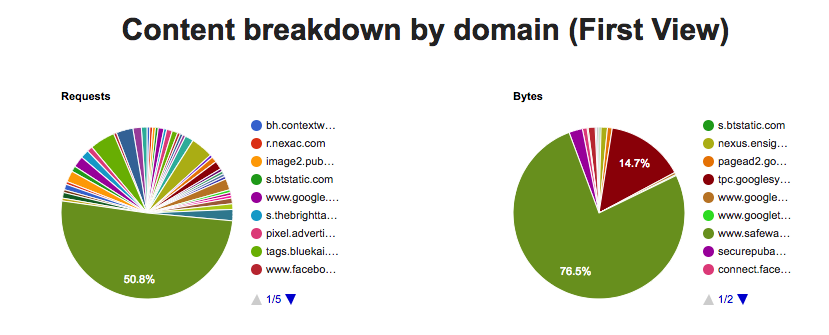 Content breakdown by domain (First View)
Requests
bh.contextw…
r.nexac.com
image2.pub…
s.btstatic.com
www.google.…
s.thebrightta…
pixel.adverti…
tags.bluekai.…
www.facebo…
1/5
50.8%
Bytes
s.btstatic.com
nexus.ensig…
pagead2.go…
tpc.googlesy…
www.google…
www.googlet…
www.safewa…
securepuba…
connect.face…
1/2
14.7%
76.5%